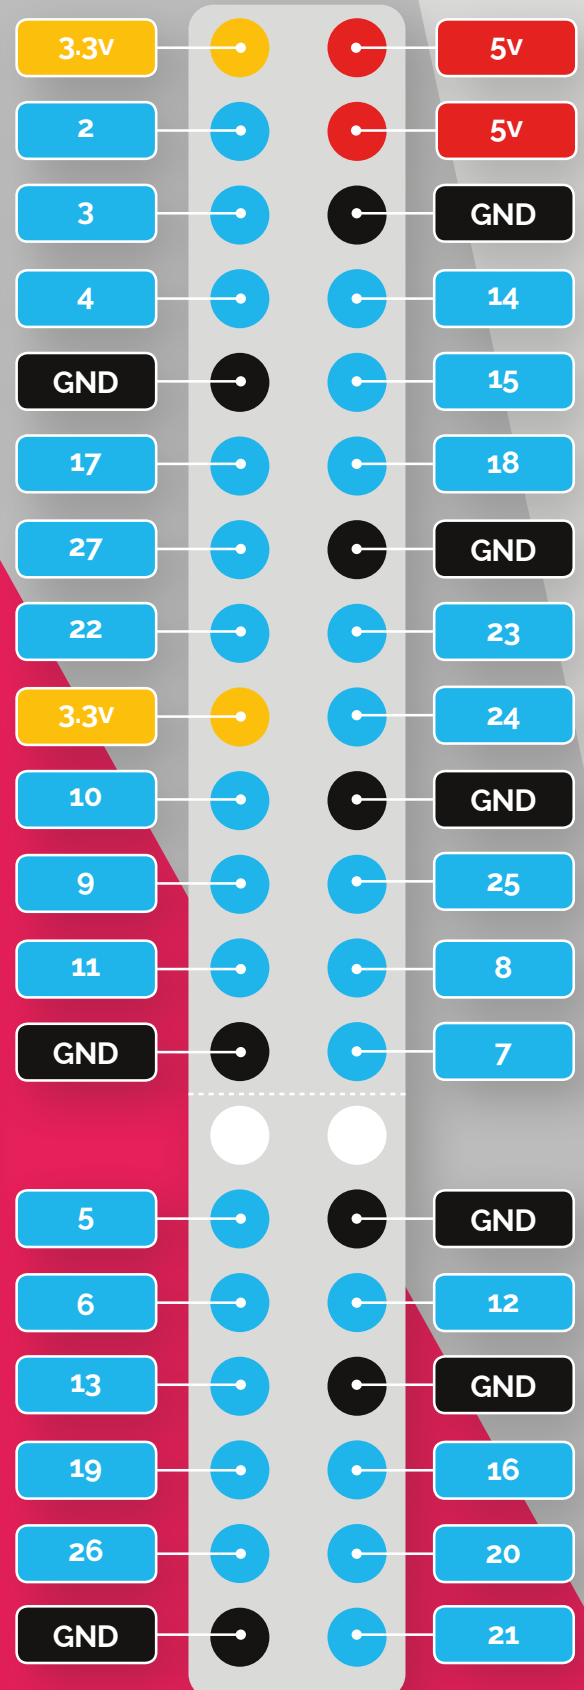 3.3V 5V
2 5V
3 GND
4 14
GND 15
17 18
27 GND
22 23
3.3V 24
10 GND
9 25
11 8
GND 7
5 GND
6 12
13 GND
19 16
26 20
GND 21